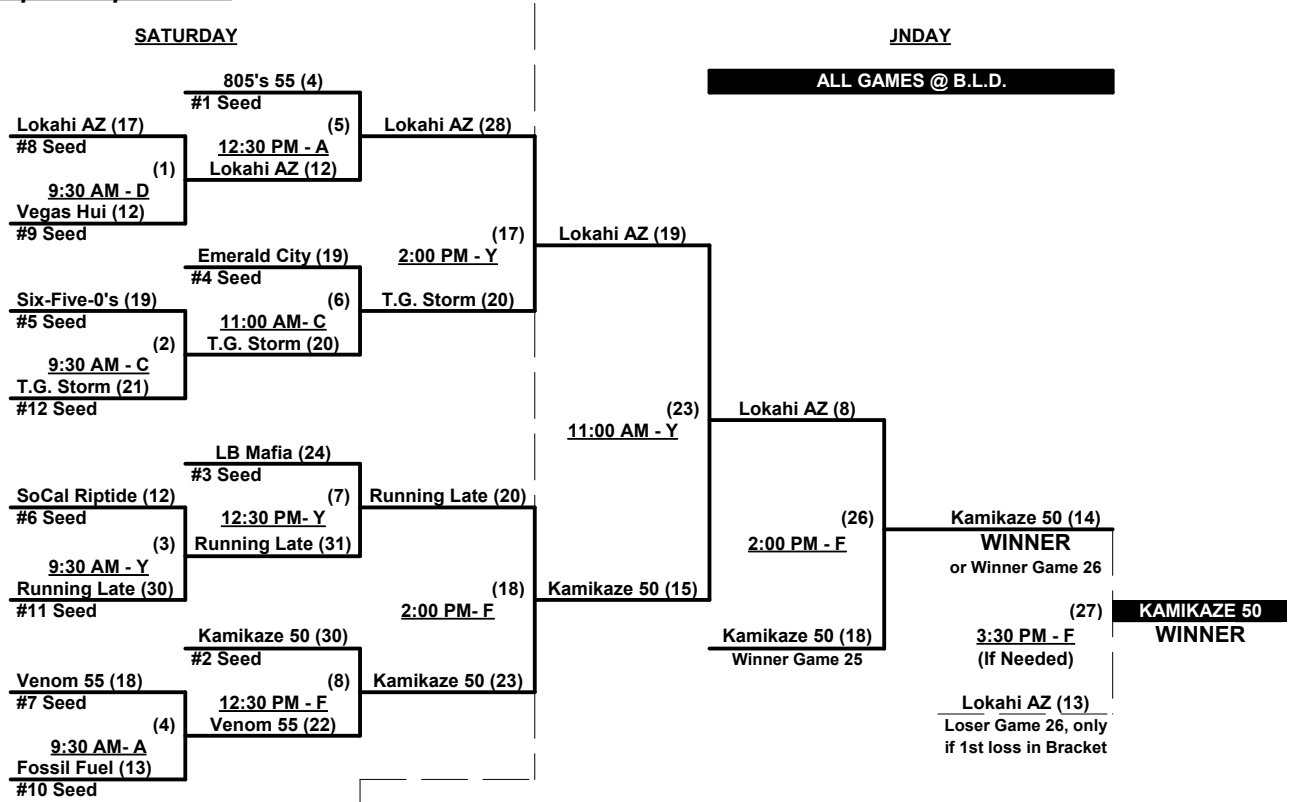 SATURDAY
JNDAY
805's 55 (4)
#1 Seed
ALL GAMES @ B.L.D.
Lokahi AZ (17)
#8 Seed
(5)
12:30 PM - A
Lokahi AZ (28)
(1)
9:30 AM - D
Lokahi AZ (12)
Vegas Hui (12)
#9 Seed
(17)
2:00 PM - Y
Lokahi AZ (19)
Emerald City (19)
#4 Seed
Six-Five-0's (19)
#5 Seed
(6)
11:00 AM- C
T.G. Storm (20)
(2)
9:30 AM - C
T.G. Storm (20)
T.G. Storm (21)
#12 Seed
(23)
11:00 AM - Y
Lokahi AZ (8)
LB Mafia (24)
#3 Seed
SoCal Riptide (12)
#6 Seed
(7)
12:30 PM- Y
Running Late (20)
(3)
9:30 AM - Y
Running Late (31)
Running Late (30)
#11 Seed
(26)
2:00 PM - F
Kamikaze 50 (14)
WINNER
or Winner Game 26
(18)
2:00 PM- F
Kamikaze 50 (15)
(27)
3:30 PM - F
(If Needed)
KAMIKAZE 50
WINNER
Kamikaze 50 (30)
#2 Seed
Kamikaze 50 (18)
Winner Game 25
Venom 55 (18)
#7 Seed
(8)
12:30 PM - F
Kamikaze 50 (23)
(4)
9:30 AM- A
Venom 55 (22)
Fossil Fuel (13)
#10 Seed
Lokahi AZ (13)
Loser Game 26, only
if 1st loss in Bracket